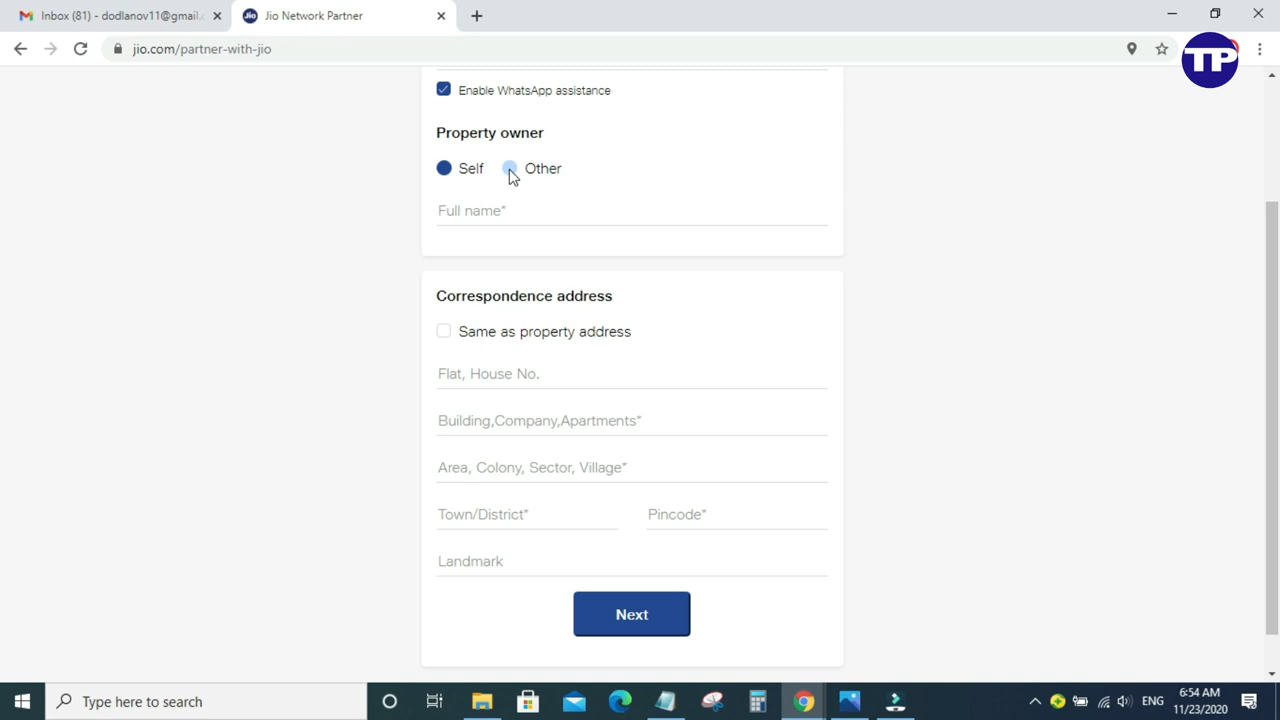 Inbox (81) - dodlanov11@gmail.c
Jio
Jio Network Partner
jio.com/partner-with-jio
TP
Enable WhatsApp assistance
Property owner
Self
Other
Full name*
Correspondence address
Same as property address
Flat, House No.
Building,Company,Apartments*
Area, Colony, Sector, Village*
Town/District*
Pincode*
Landmark
Next
Type here to search
ENG
6:54 AM
11/23/2020